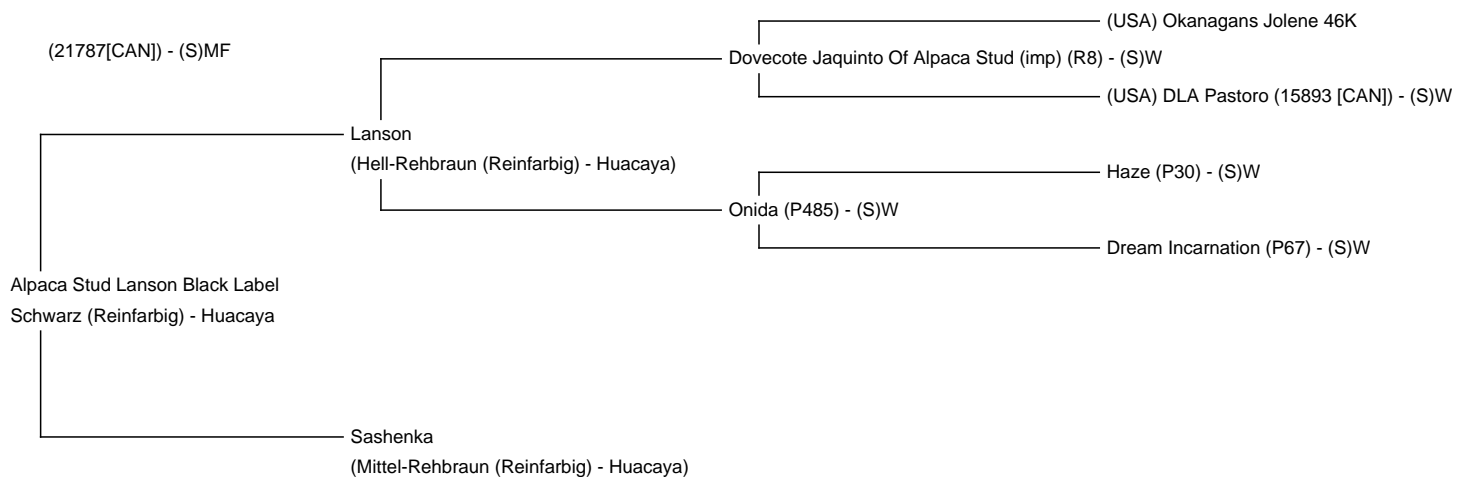 (USA) Okanagans Jolene 46K
(21787[CAN]) - (S)MF
Dovecote Jaquinto Of Alpaca Stud (imp) (R8) - (S)W
(USA) DLA Pastoro (15893 [CAN]) - (S)W
Lanson
(Hell-Rehbraun (Reinfarbig) - Huacaya)
Haze (P30) - (S)W
Onida (P485) - (S)W
Dream Incarnation (P67) - (S)W
Alpaca Stud Lanson Black Label
Schwarz (Reinfarbig) - Huacaya
Sashenka
(Mittel-Rehbraun (Reinfarbig) - Huacaya)